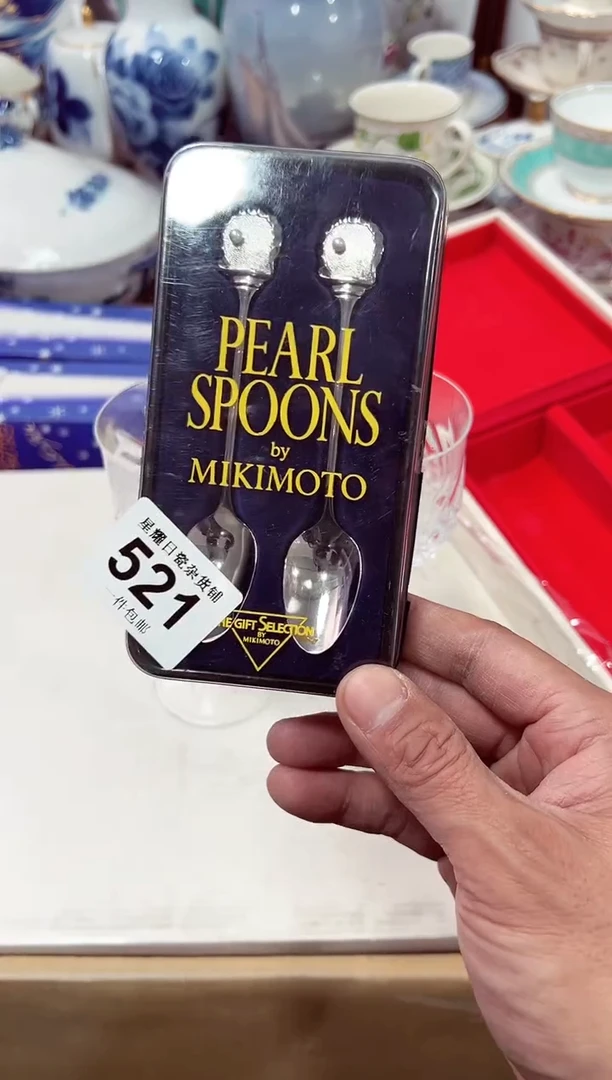 PEARL
SPOONS
by
MIKIMOTO
星耀日瓷杂货铺
521
一件包邮
THE GIFT SELECTION
BY
MIKIMOTO